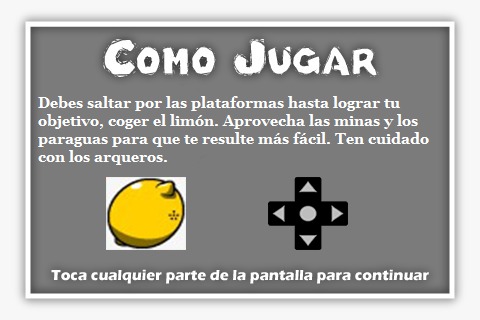 Como Jugar
Debes saltar por las plataformas hasta lograr tu
objetivo, coger el limón. Aprovecha las minas y los
paraguas para que te resulte más fácil. Ten cuidado
con los arqueros.
Toca cualquier parte de la pantalla para continuar